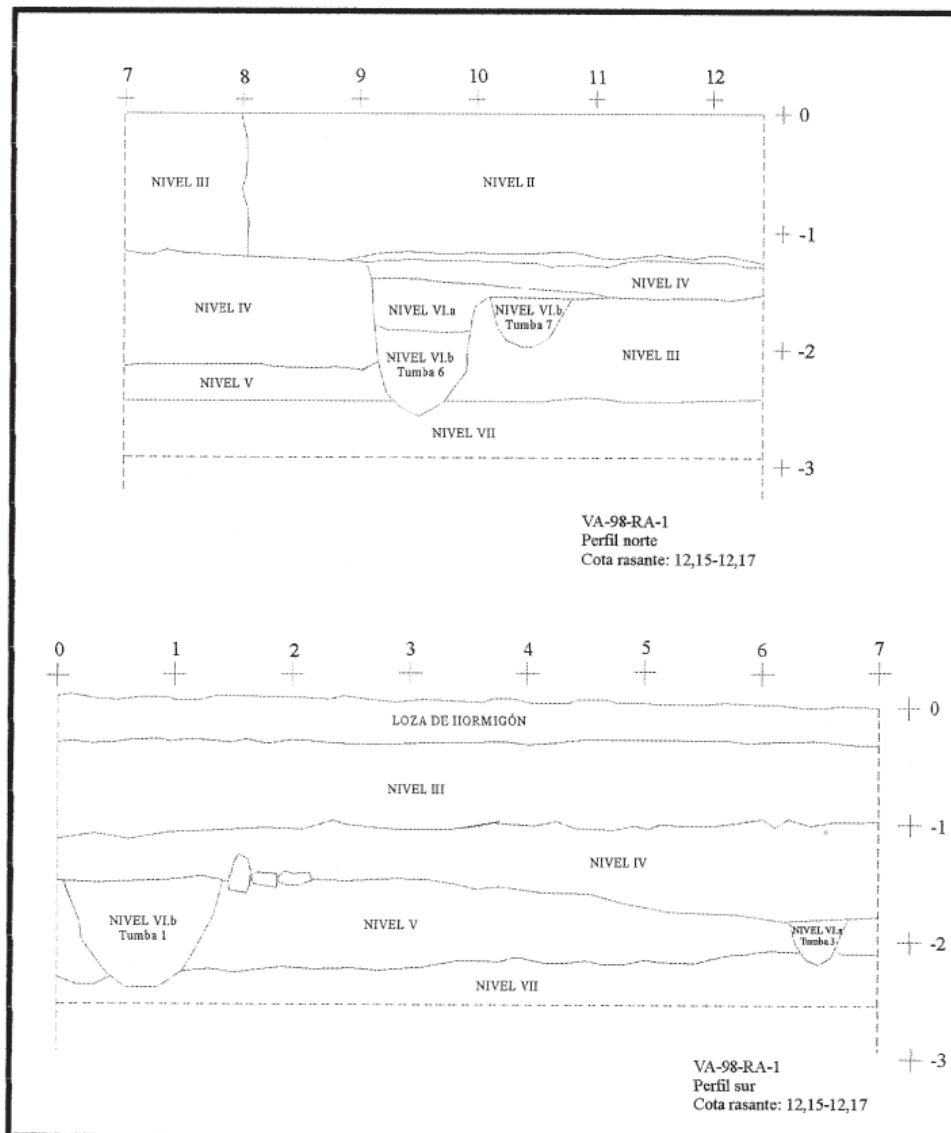 7 8 9 10 11 12
0
NIVEL III
NIVEL II
-1
NIVEL IV
NIVEL IV
NIVEL VI.a
NIVEL VI.b
Tumba 7
NIVEL III
-2
NIVEL VI.b
Tumba 6
NIVEL V
NIVEL VII
-3
VA-98-RA-1
Perfil norte
Cota rasante: 12,15-12,17
0 1 2 3 4 5 6 7
0
LOZA DE HORMIGÓN
NIVEL III
-1
NIVEL IV
NIVEL VI.b
Tumba 1
NIVEL V
NIVEL VI.a
Tumba 3
-2
NIVEL VII
-3
VA-98-RA-1
Perfil sur
Cota rasante: 12,15-12,17